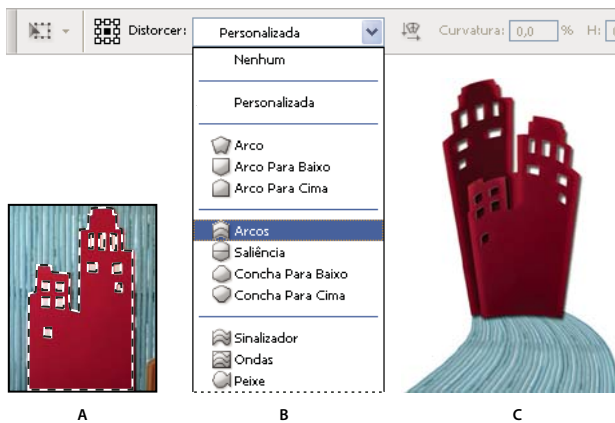 Distorcer: Personalizada Curvatura: 0,0 % H:
Nenhum
Personalizada
Arco
Arco Para Baixo
Arco Para Cima
Arcos
Saliência
Concha Para Baixo
Concha Para Cima
Sinalizador
Ondas
Peixe
A B C